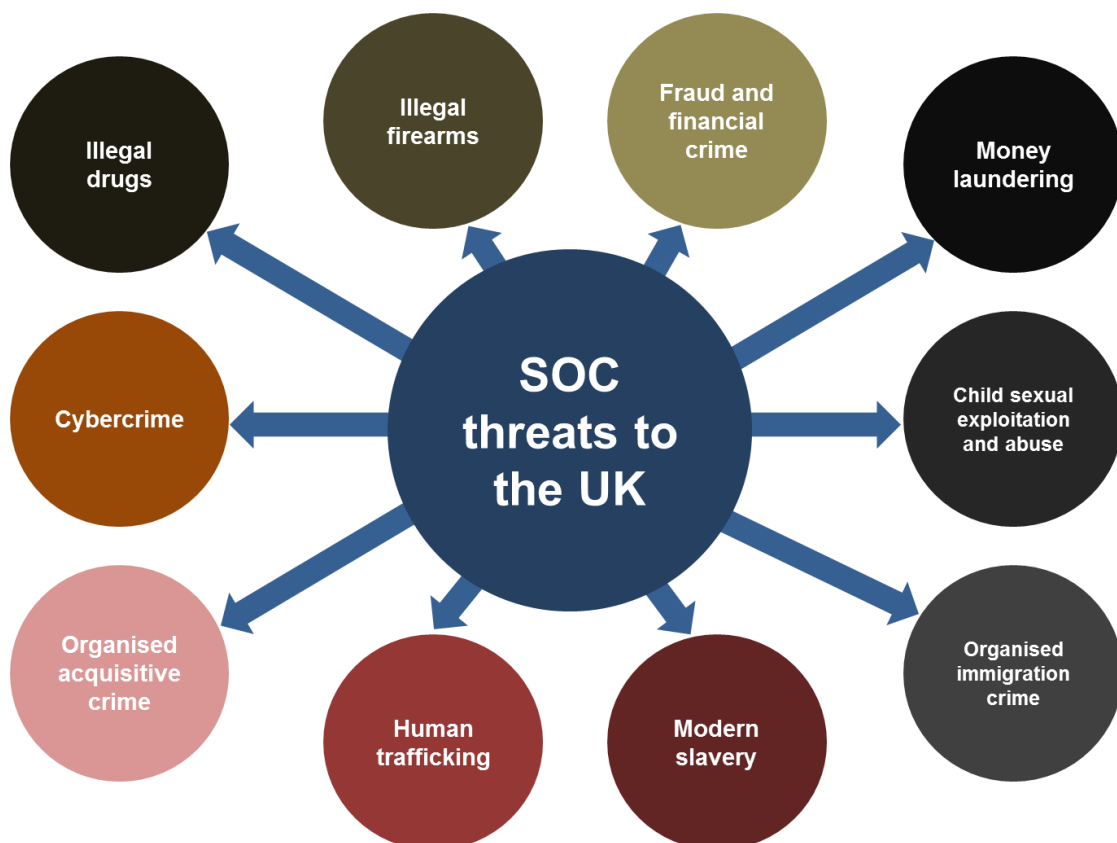 Illegal
drugs
Illegal
firearms
Fraud and
financial
crime
Money
laundering
SOC
threats to
the UK
Cybercrime
Child sexual
exploitation
and abuse
Organised
acquisitive
crime
Human
trafficking
Modern
slavery
Organised
immigration
crime